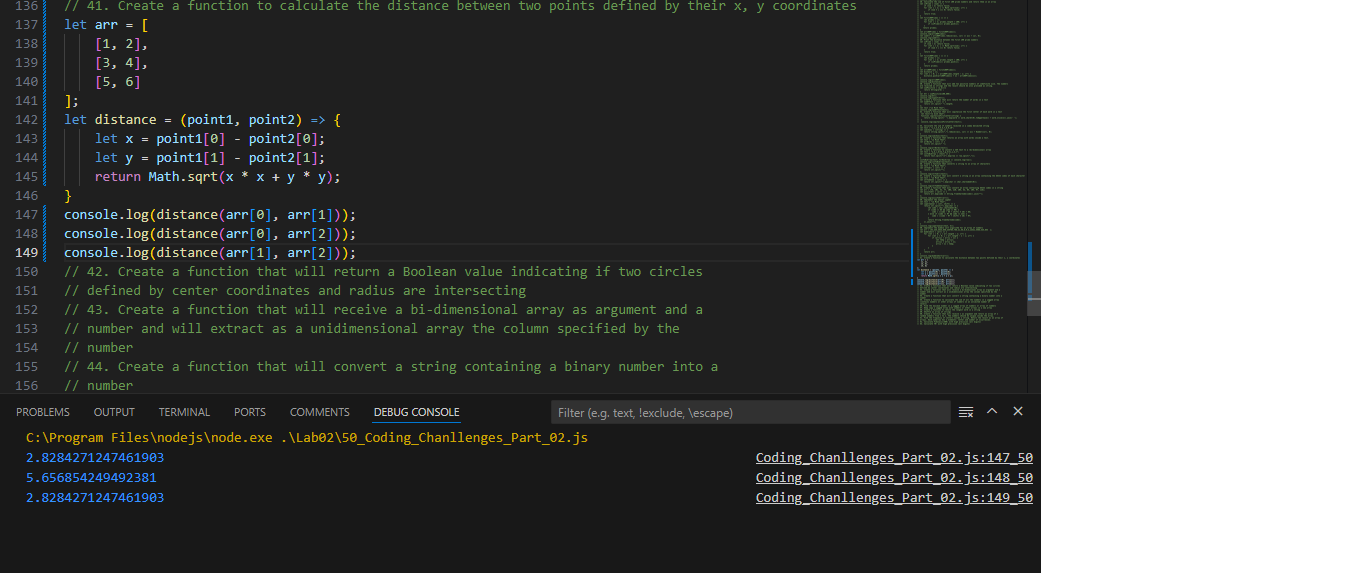 136 // 41. Create a function to calculate the distance between two points defined by their x, y coordinates
137 let arr = [
138     [1, 2],
139     [3, 4],
140     [5, 6]
141 ];
142 let distance = (point1, point2) => {
143     let x = point1[0] - point2[0];
144     let y = point1[1] - point2[1];
145     return Math.sqrt(x * x + y * y);
146 }
147 console.log(distance(arr[0], arr[1]));
148 console.log(distance(arr[0], arr[2]));
149 console.log(distance(arr[1], arr[2]));
150 // 42. Create a function that will return a Boolean value indicating if two circles
151 // defined by center coordinates and radius are intersecting
152 // 43. Create a function that will receive a bi-dimensional array as argument and a
153 // number and will extract as a unidimensional array the column specified by the
154 // number
155 // 44. Create a function that will convert a string containing a binary number into a
156 // number
PROBLEMS OUTPUT TERMINAL PORTS COMMENTS DEBUG CONSOLE Filter (e.g. text, !exclude, \escape)
C:\Program Files\nodejs\node.exe .\Lab02\50_Coding_Chanllenges_Part_02.js
2.8284271247461903 Coding_Chanllenges_Part_02.js:147_50
5.656854249492381 Coding_Chanllenges_Part_02.js:148_50
2.8284271247461903 Coding_Chanllenges_Part_02.js:149_50